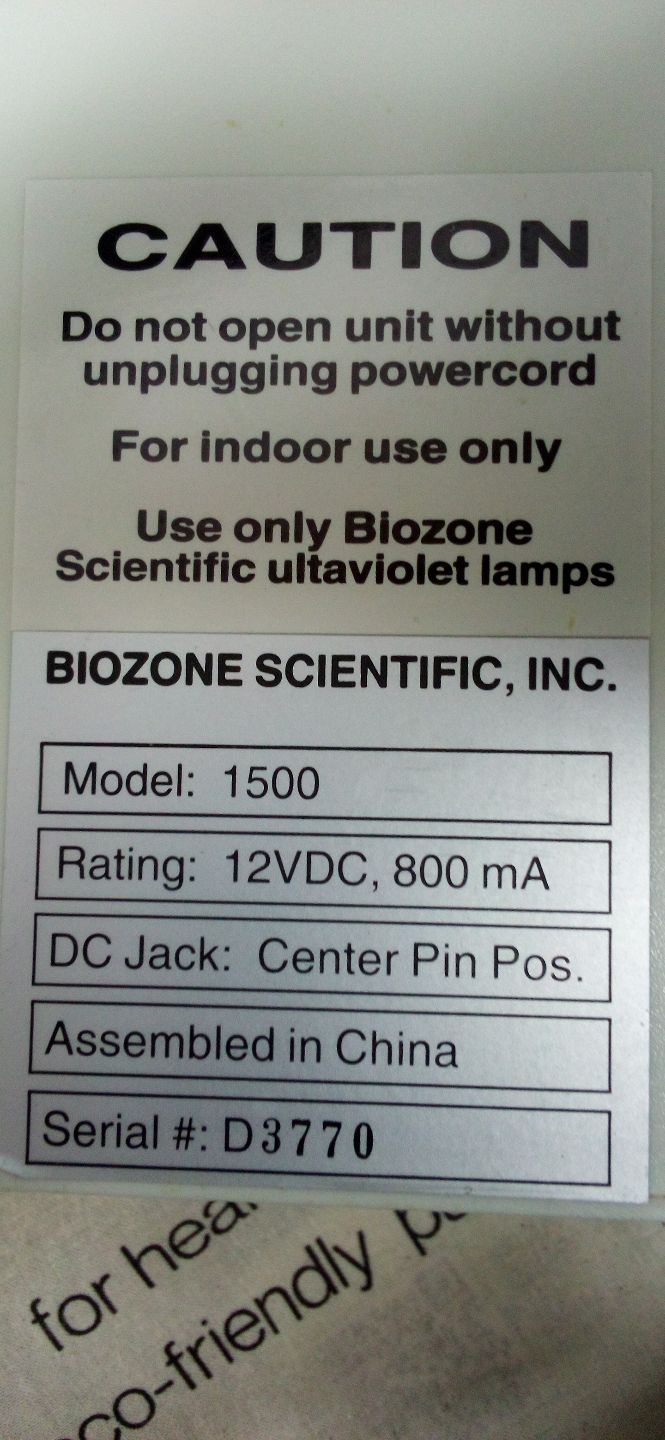 CAUTION
Do not open unit without
unplugging powercord
For indoor use only
Use only Biozone
Scientific ultaviolet lamps
BIOZONE SCIENTIFIC, INC.
Model: 1500
Rating: 12VDC, 800 mA
DC Jack: Center Pin Pos.
Assembled in China
Serial #: D3770
for
friendly